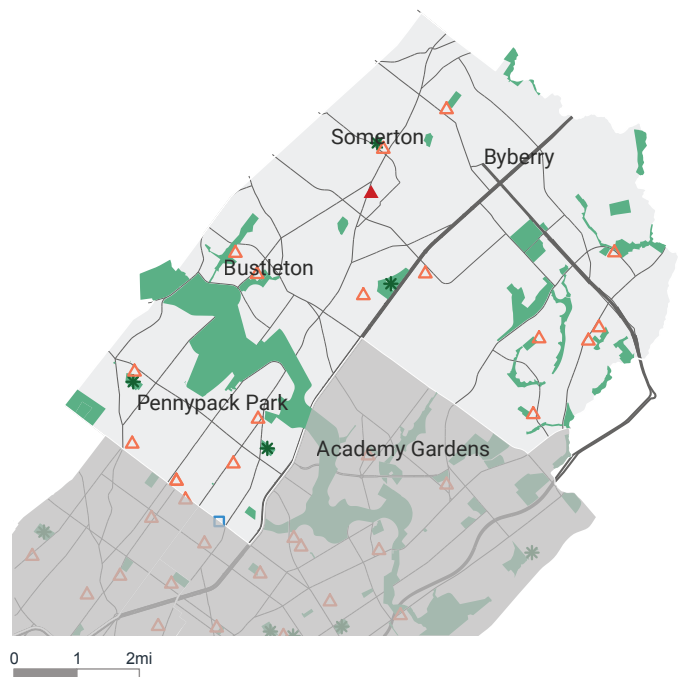 Somerton
Byberry
Bustleton
Pennypack Park
Academy Gardens
0 1 2mi